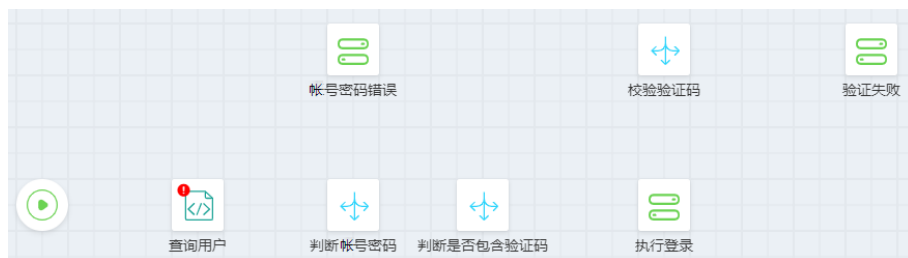 帐号密码错误
校验验证码
验证失败
查询用户
判断帐号密码
判断是否包含验证码
执行登录